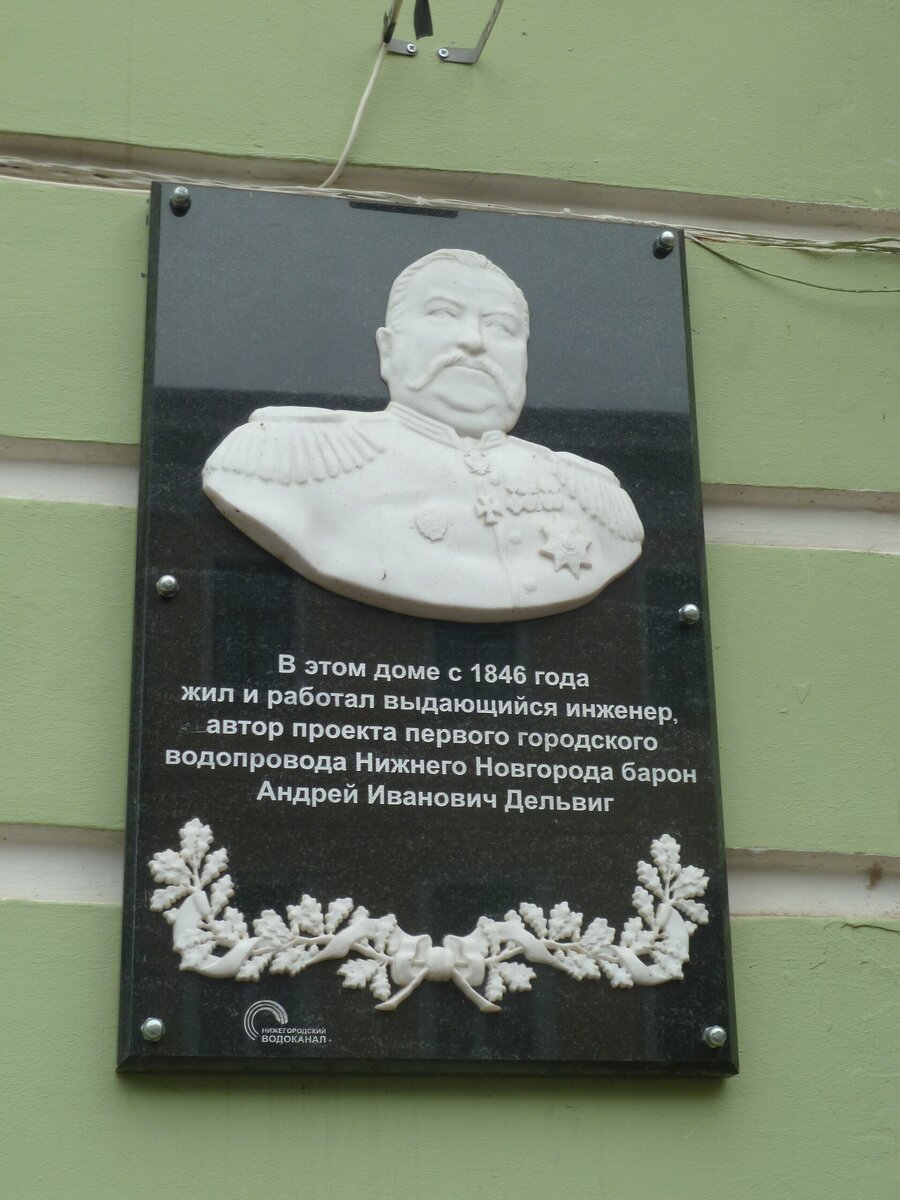 В этом доме с 1846 года
жил и работал выдающийся инженер,
автор проекта первого городского
водопровода Нижнего Новгорода барон
Андрей Иванович Дельвиг
НИЖЕГОРОДСКИЙ
ВОДОКАНАЛ